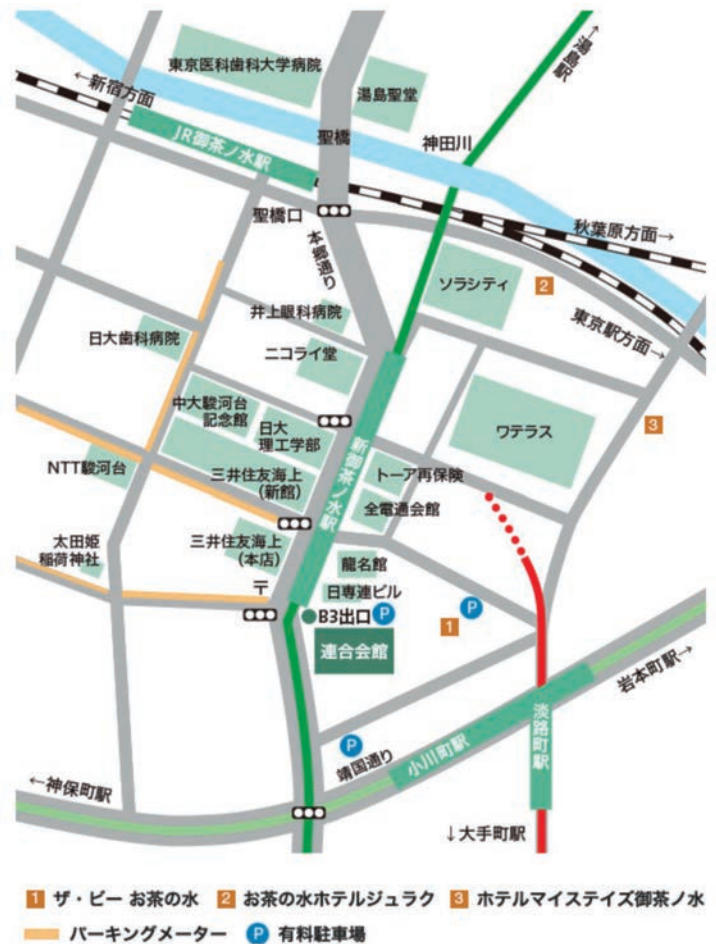 東京医科歯科大学病院
←湯島駅
湯島聖堂
←新宿方面
JR御茶ノ水駅
聖橋
神田川
聖橋口
秋葉原方面→
本郷通り
ソラシティ
2
井上眼科病院
東京駅方面→
日大歯科病院
ニコライ堂
中大駿河台
記念館
日大
理工学部
ワテラス
3
新御茶ノ水駅
NTT駿河台
三井住友海上
(新館)
トーア再保険
全電通会館
太田姫
稲荷神社
三井住友海上
(本店)
龍名館
〒
日専連ビル
B3出口
P
P
1
連合会館
岩本町駅→
淡路町駅
P
靖国通り
小川町駅
←神保町駅
↓大手町駅
1 ザ・ビー お茶の水 2 お茶の水ホテルジュラク 3 ホテルマイステイズ御茶ノ水
パーキングメーター P 有料駐車場